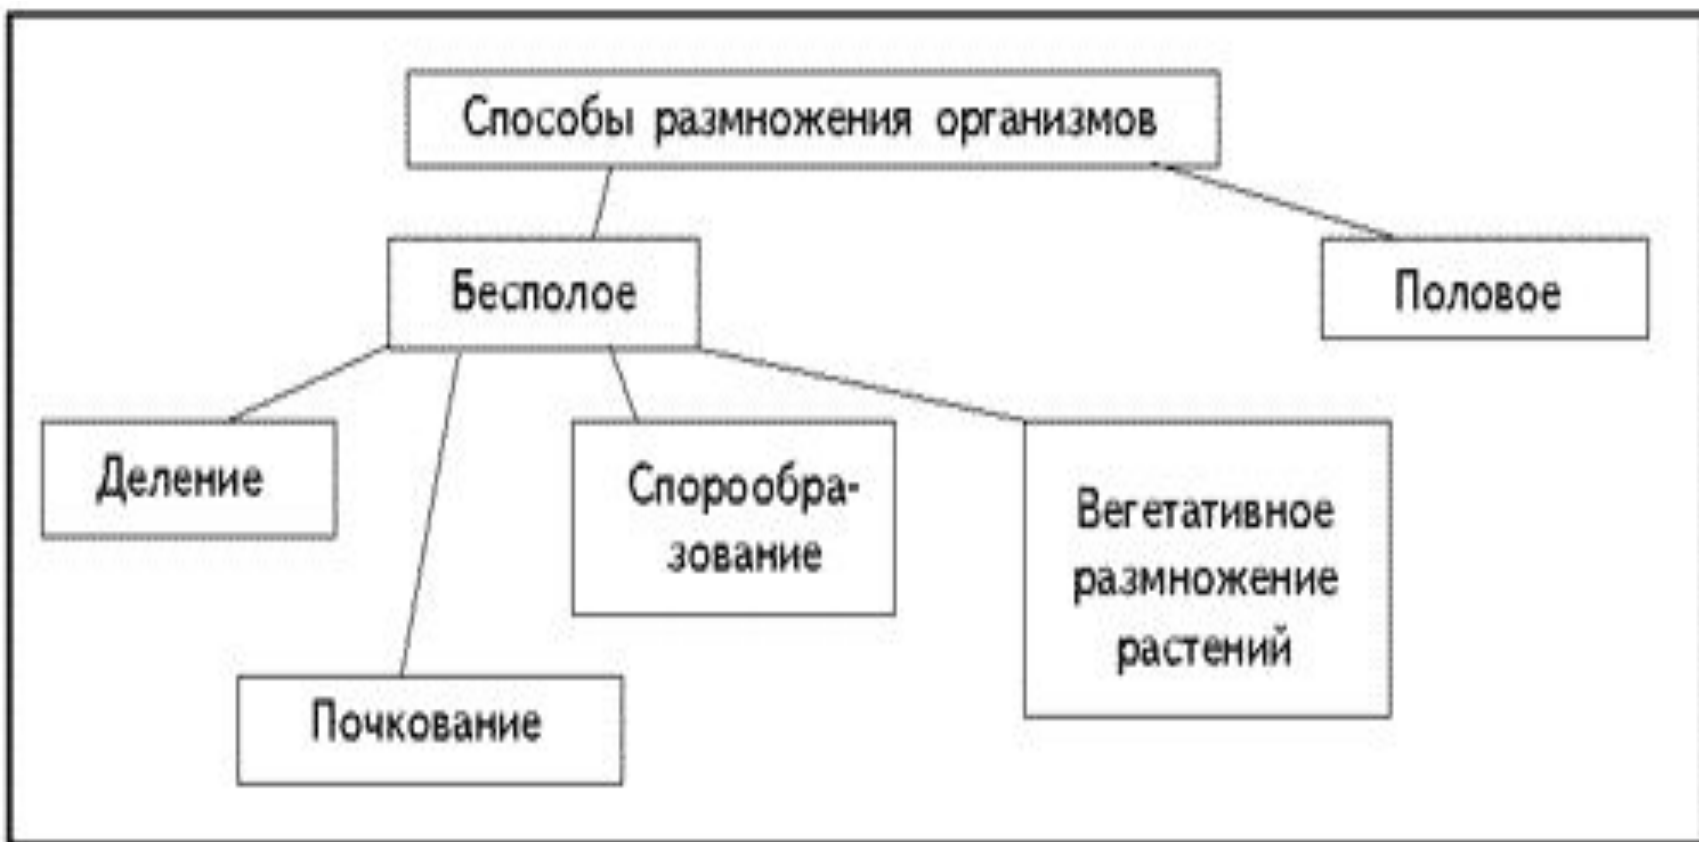 Способы размножения организмов
Бесполое
Половое
Деление
Спорообра-
зование
Вегетативное
размножение
растений
Почкование